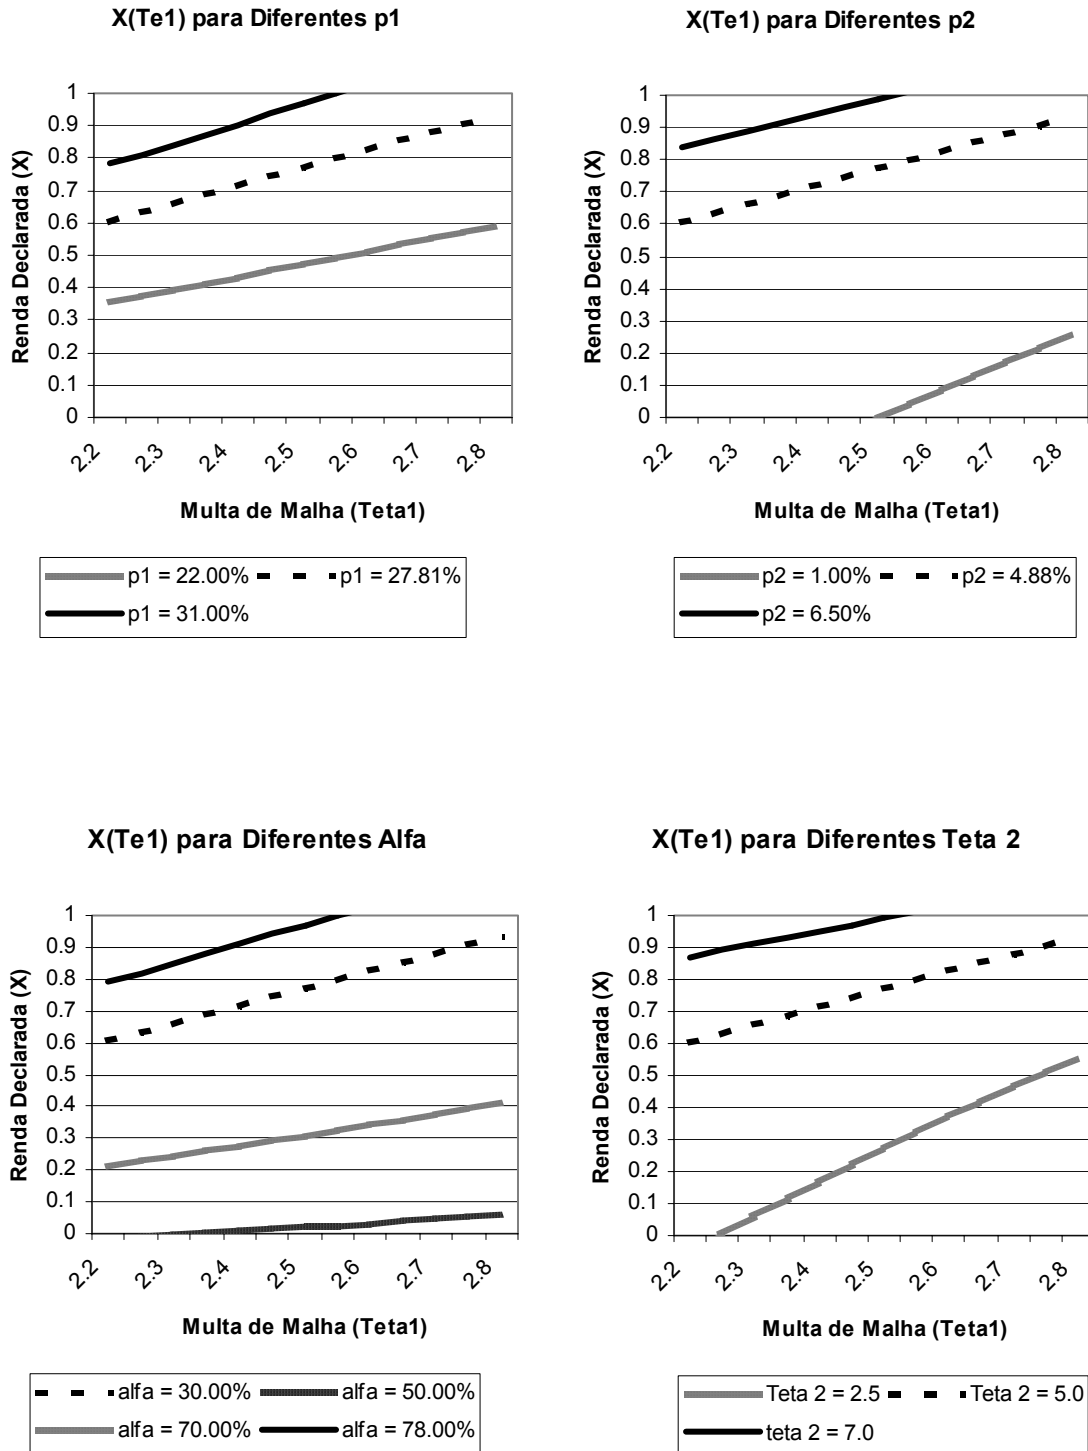 X(Te1) para Diferentes p1
Renda Declarada (X)
1
0.9
0.8
0.7
0.6
0.5
0.4
0.3
0.2
0.1
0
2.2
2.3
2.4
2.5
2.6
2.7
2.8
Multa de Malha (Teta1)
p1 = 22.00%
p1 = 27.81%
p1 = 31.00%
X(Te1) para Diferentes p2
Renda Declarada (X)
1
0.9
0.8
0.7
0.6
0.5
0.4
0.3
0.2
0.1
0
2.2
2.3
2.4
2.5
2.6
2.7
2.8
Multa de Malha (Teta1)
p2 = 1.00%
p2 = 4.88%
p2 = 6.50%
X(Te1) para Diferentes Alfa
Renda Declarada (X)
1
0.9
0.8
0.7
0.6
0.5
0.4
0.3
0.2
0.1
0
2.2
2.3
2.4
2.5
2.6
2.7
2.8
Multa de Malha (Teta1)
alfa = 30.00%
alfa = 50.00%
alfa = 70.00%
alfa = 78.00%
X(Te1) para Diferentes Teta 2
Renda Declarada (X)
1
0.9
0.8
0.7
0.6
0.5
0.4
0.3
0.2
0.1
0
2.2
2.3
2.4
2.5
2.6
2.7
2.8
Multa de Malha (Teta1)
Teta 2 = 2.5
Teta 2 = 5.0
teta 2 = 7.0